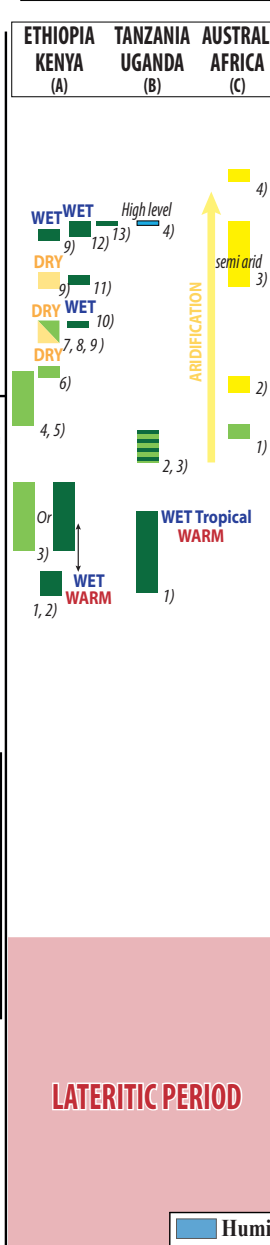 ETHIOPIA TANZANIA AUSTRAL
KENYA UGANDA AFRICA
(A) (B) (C)
4)
WET WET High level
9) 12) 13) 4)
semi arid
3)
DRY
9) 11)
DRY WET
10)
7, 8, 9 )
DRY
6)
2)
ARIDIFICATION
4, 5)
1)
2, 3)
Or
3)
WET Tropical
WARM
WET
WARM
1, 2)
1)
LATERITIC PERIOD
Humi